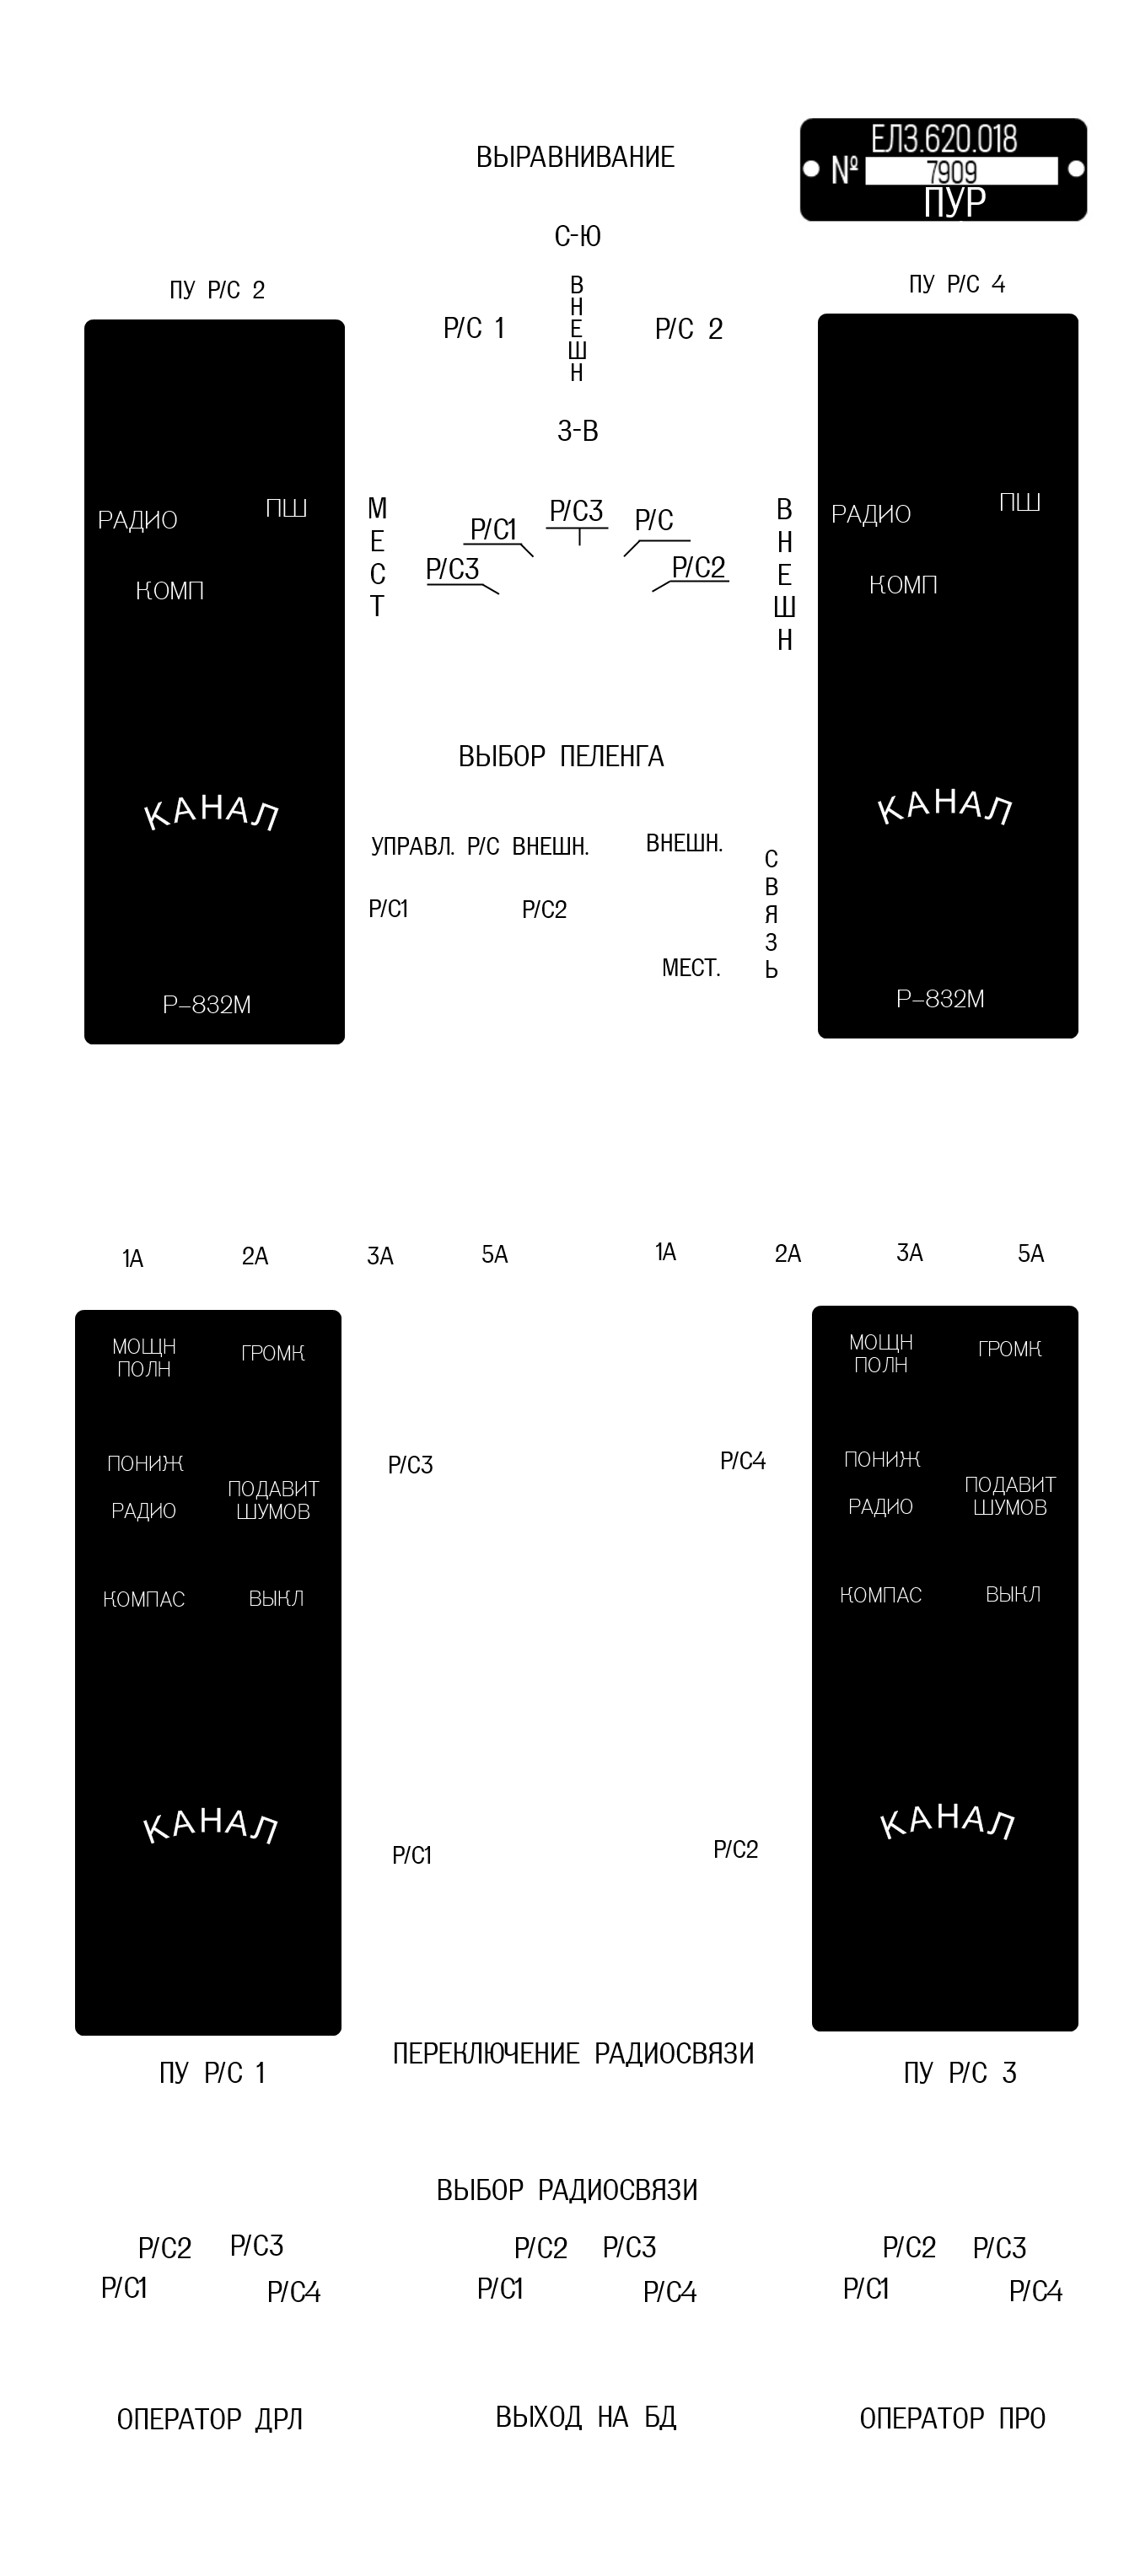 ВЫРАВНИВАНИЕ
ЕЛ3.620.018
№ 7909
ПУР
С-Ю
ПУ Р/С 2
Р/С 1
ВНЕШН
Р/С 2
ПУ Р/С 4
З-В
РАДИО
ПШ
КОМП
КАНАЛ
Р-832М
МЕСТ
Р/С3
Р/С1
Р/С3
Р/С
Р/С2
ВНЕШН
РАДИО
ПШ
КОМП
КАНАЛ
Р-832М
ВЫБОР ПЕЛЕНГА
УПРАВЛ. Р/С ВНЕШН.
ВНЕШН.
СВЯЗЬ
Р/С1
Р/С2
МЕСТ.
1А 2А 3А 5А 1А 2А 3А 5А
МОЩН
ПОЛН
ГРОМК
ПОНИЖ
РАДИО
ПОДАВИТ
ШУМОВ
КОМПАС
ВЫКЛ
КАНАЛ
Р/С3
Р/С4
Р/С1
Р/С2
МОЩН
ПОЛН
ГРОМК
ПОНИЖ
РАДИО
ПОДАВИТ
ШУМОВ
КОМПАС
ВЫКЛ
КАНАЛ
ПУ Р/С 1
ПЕРЕКЛЮЧЕНИЕ РАДИОСВЯЗИ
ПУ Р/С 3
ВЫБОР РАДИОСВЯЗИ
Р/С2 Р/С3 Р/С2 Р/С3 Р/С2 Р/С3
Р/С1 Р/С4 Р/С1 Р/С4 Р/С1 Р/С4
ОПЕРАТОР ДРЛ
ВЫХОД НА БД
ОПЕРАТОР ПРО